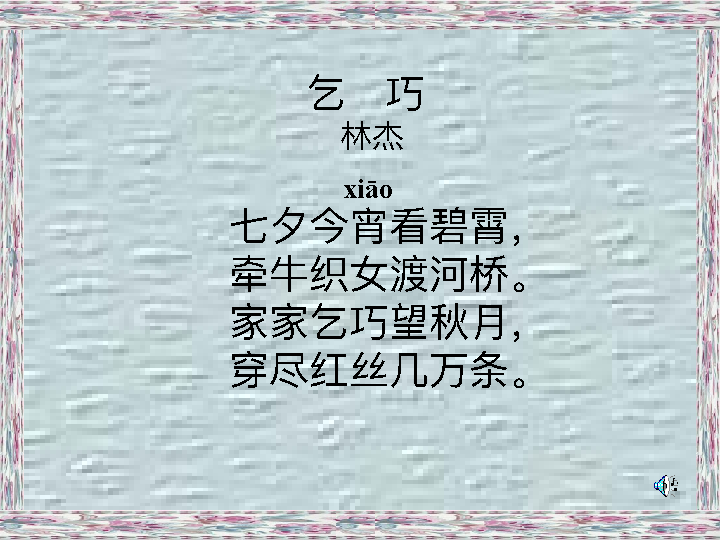 乞 巧
林杰
xiāo
七夕今宵看碧霄，
牵牛织女渡河桥。
家家乞巧望秋月，
穿尽红丝几万条。